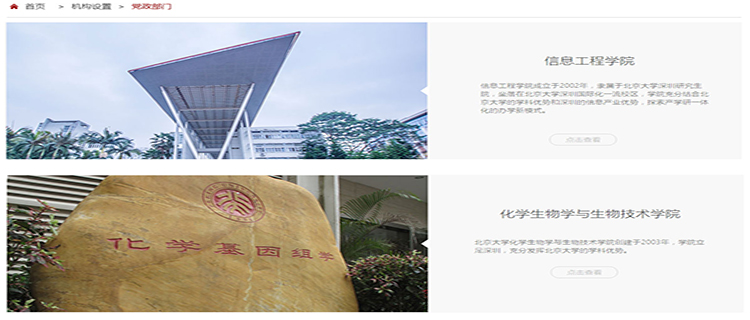 首页 > 机构设置 > 党政部门
信息工程学院
信息工程学院成立于2002年，隶属于北京大学深圳研究生
院，坐落在北京大学深圳国际化一流校区，学院充分结合北
京大学的学科优势和深圳的信息产业优势，探索产学研一体
化的办学新模式。
点击查看
化学基因组学
化学生物学与生物技术学院
北京大学化学生物学与生物技术学院创建于2003年，学院立
足深圳，充分发挥北京大学的学科优势。
点击查看